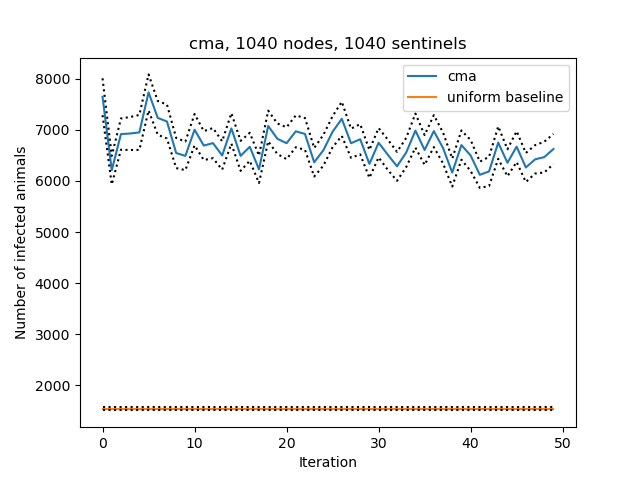 cma, 1040 nodes, 1040 sentinels
cma
uniform baseline
Number of infected animals
8000
7000
6000
5000
4000
3000
2000
0 10 20 30 40 50
Iteration